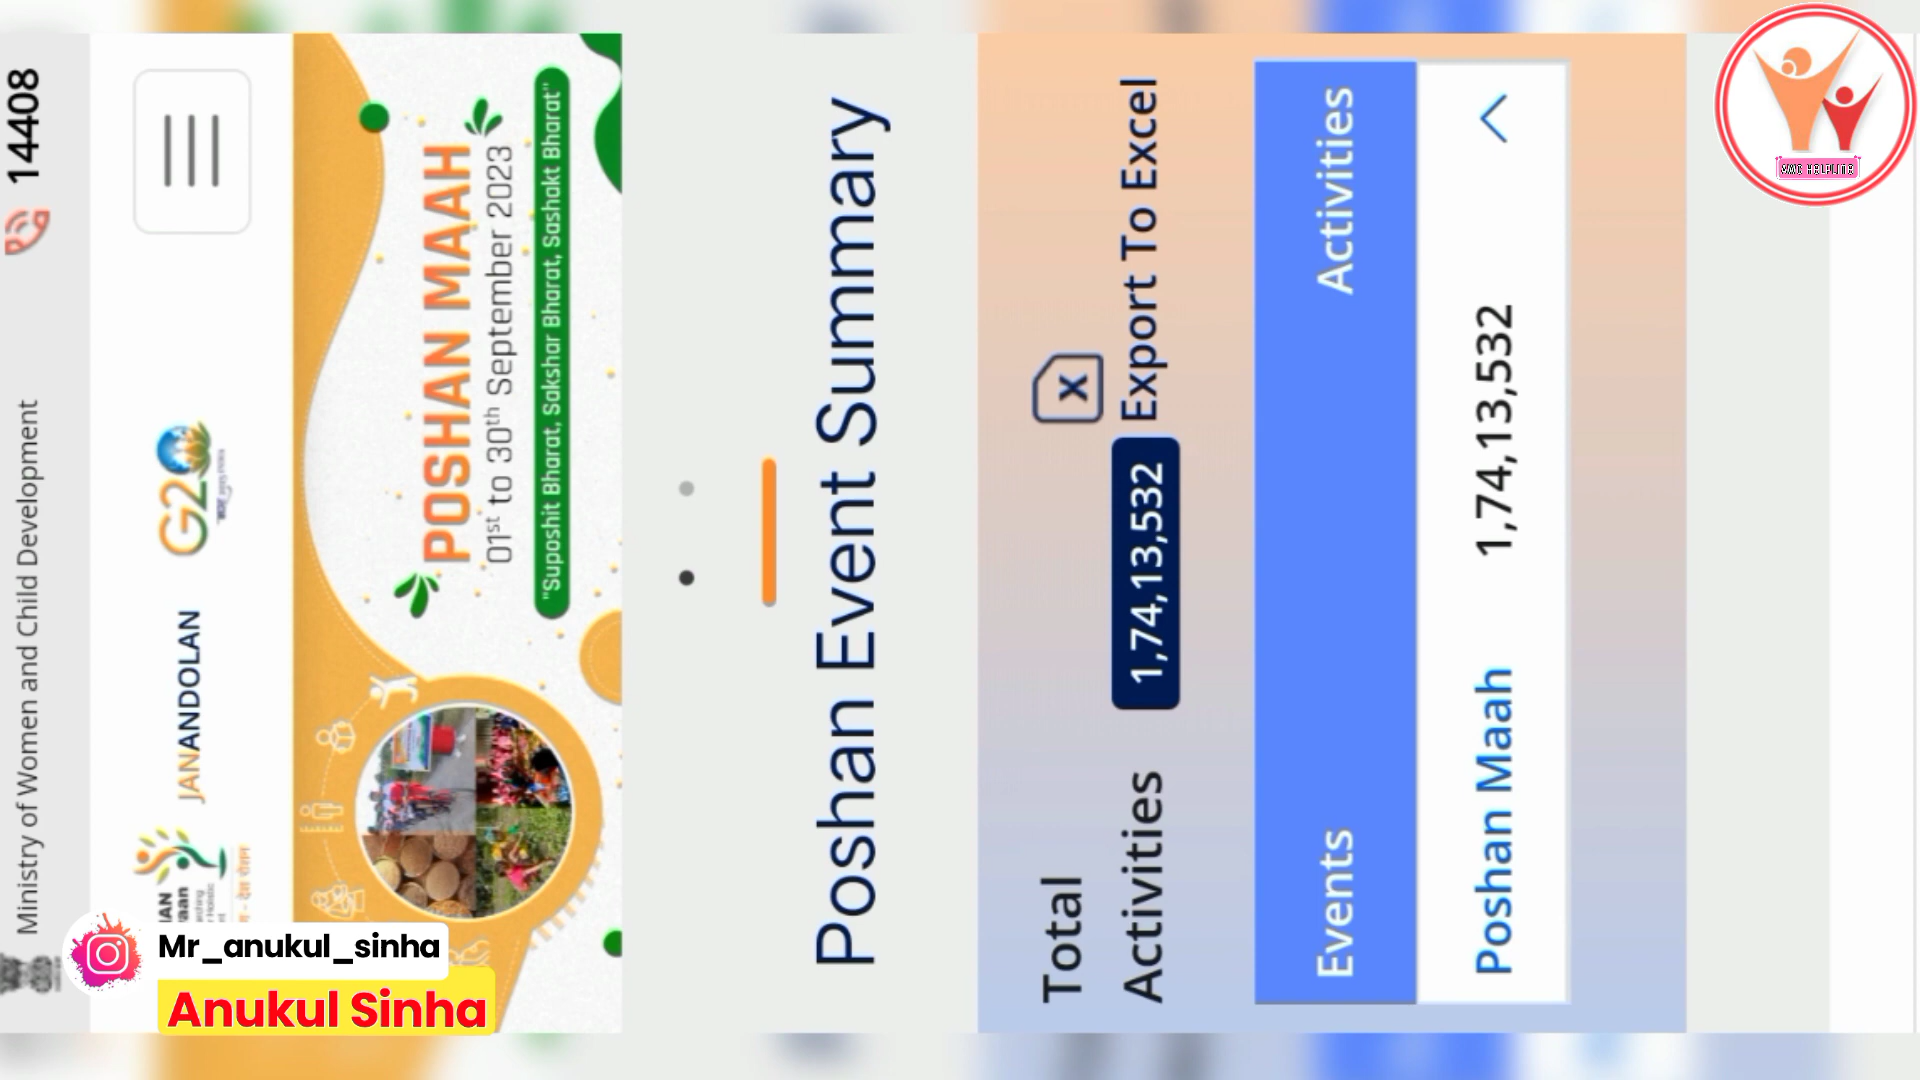 Ministry of Women and Child Development
14408
JANANDOLAN
G20
POSHAN MAAH
01st to 30th September 2023
"Suposhit Bharat, Sakshar Bharat, Sashakt Bharat"
Poshan Event Summary
Total
Activities
1,74,13,532
X
Export To Excel
Events Activities
Poshan Maah 1,74,13,532
Mr_anukul_sinha
Anukul Sinha